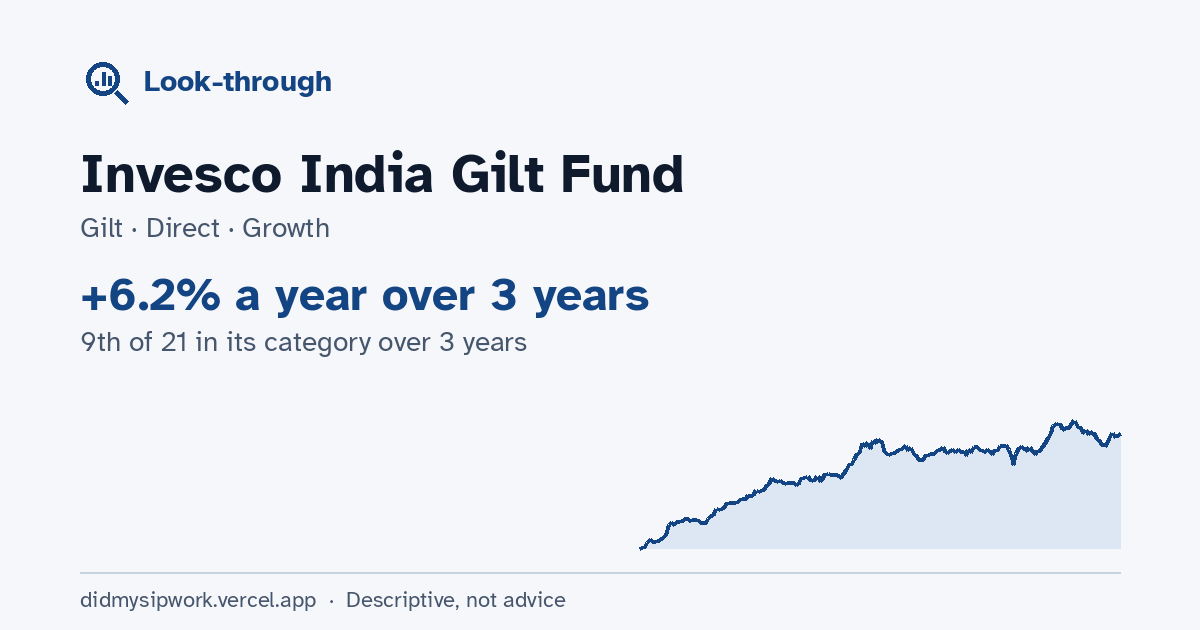 Look-through
Invesco India Gilt Fund
Gilt · Direct · Growth
+6.2% a year over 3 years
9th of 21 in its category over 3 years
didmysipwork.vercel.app · Descriptive, not advice